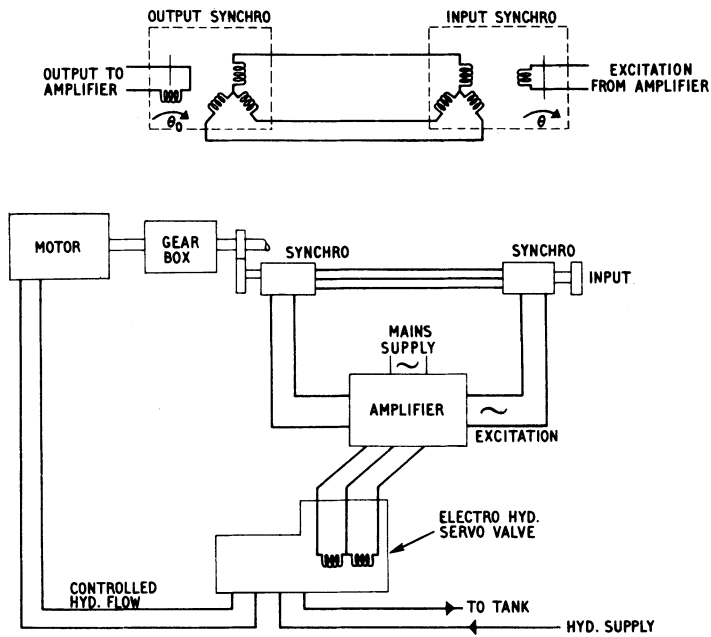 OUTPUT SYNCHRO
INPUT SYNCHRO
OUTPUT TO
AMPLIFIER
EXCITATION
FROM AMPLIFIER
θ₀
θ
MOTOR
GEAR
BOX
SYNCHRO
SYNCHRO
INPUT
MAINS
SUPPLY
~
AMPLIFIER
~
EXCITATION
ELECTRO HYD.
SERVO VALVE
CONTROLLED
HYD. FLOW
TO TANK
HYD. SUPPLY